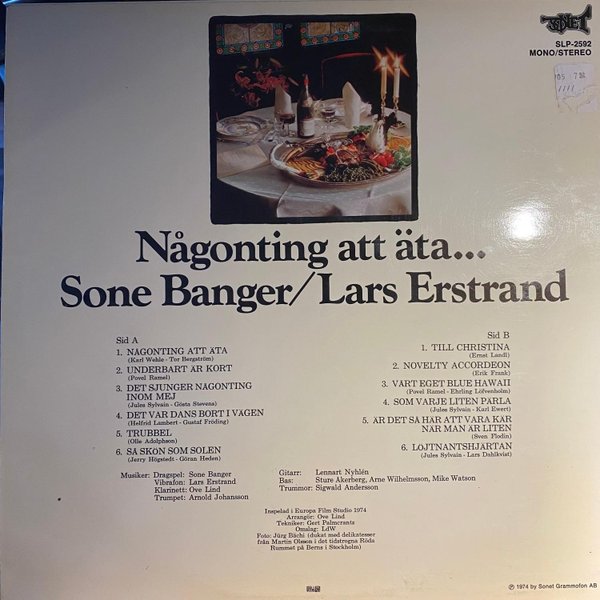 SONET
SLP-2592
MONO/STEREO
Någonting att äta...
Sone Banger/Lars Erstrand
Sid A
1. NÅGONTING ATT ÄTA
(Karl Wehle - Tor Bergström)
2. UNDERBART ÄR KORT
(Povel Ramel)
3. DET SJUNGER NÅGONTING
INOM MEJ
(Jules Sylvain - Gösta Stevens)
4. DET VAR DANS BORT I VÄGEN
(Helfrid Lambert - Gustaf Fröding)
5. TRUBBEL
(Olle Adolphson)
6. SÅ SKÖN SOM SOLEN
(Jerry Högstedt - Göran Heden)
Sid B
1. TILL CHRISTINA
(Ernst Landl)
2. NOVELTY ACCORDEON
(Erik Frank)
3. VÅRT EGET BLUE HAWAII
(Povel Ramel - Ehrling Löfvenholm)
4. SOM VARJE LITEN PÄRLA
(Jules Sylvain - Karl Ewert)
5. ÄR DET SÅ HÄR ATT VARA KÄR
NÄR MAN ÄR LITEN
(Sven Flodin)
6. LÖJTNANTSHJÄRTAN
(Jules Sylvain - Lars Dahlkvist)
Musiker: Dragspel: Sone Banger
Vibrafon: Lars Erstrand
Klarinett: Ove Lind
Trumpet: Arnold Johansson
Gitarr: Lennart Nyhlén
Bas: Sture Åkerberg, Arne Wilhelmsson, Mike Watson
Trummor: Sigwald Andersson
Inspelad i Europa Film Studio 1974
Arrangör: Ove Lind
Tekniker: Gert Palmcrantz
Omslag: LdW
Foto: Jürg Bächi (dukat med delikatesser
från Martin Olsson i det tidstrogna Röda
Rummet på Berns i Stockholm)
℗ 1974 by Sonet Grammofon AB